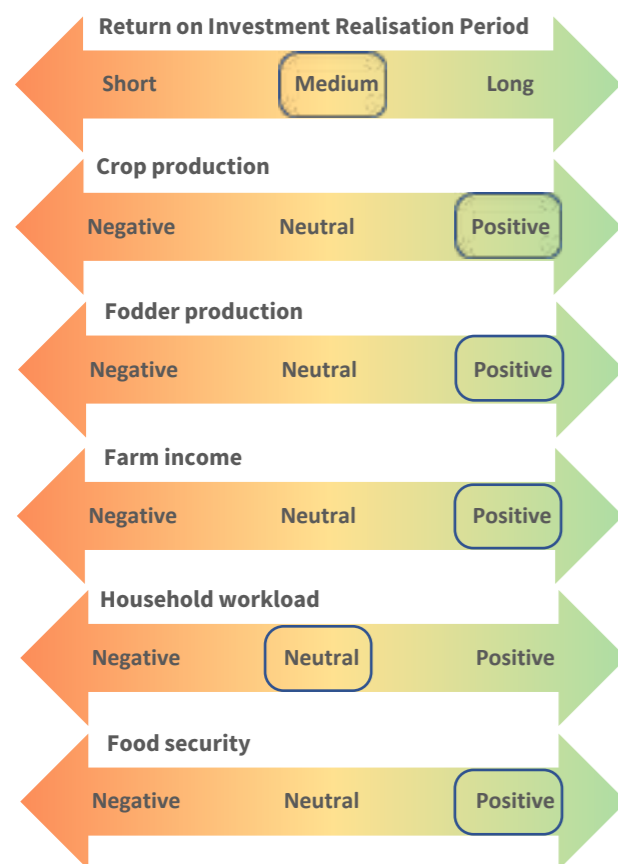 Return on Investment Realisation Period
Short Medium Long
Crop production
Negative Neutral Positive
Fodder production
Negative Neutral Positive
Farm income
Negative Neutral Positive
Household workload
Negative Neutral Positive
Food security
Negative Neutral Positive